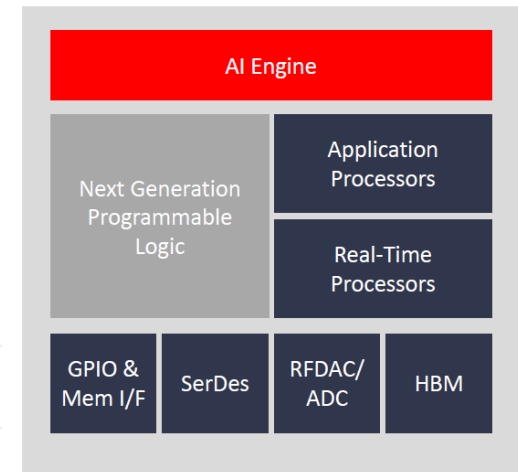 AI Engine
Next Generation
Programmable
Logic
Application
Processors
Real-Time
Processors
GPIO &
Mem I/F
SerDes
RFDAC/
ADC
HBM